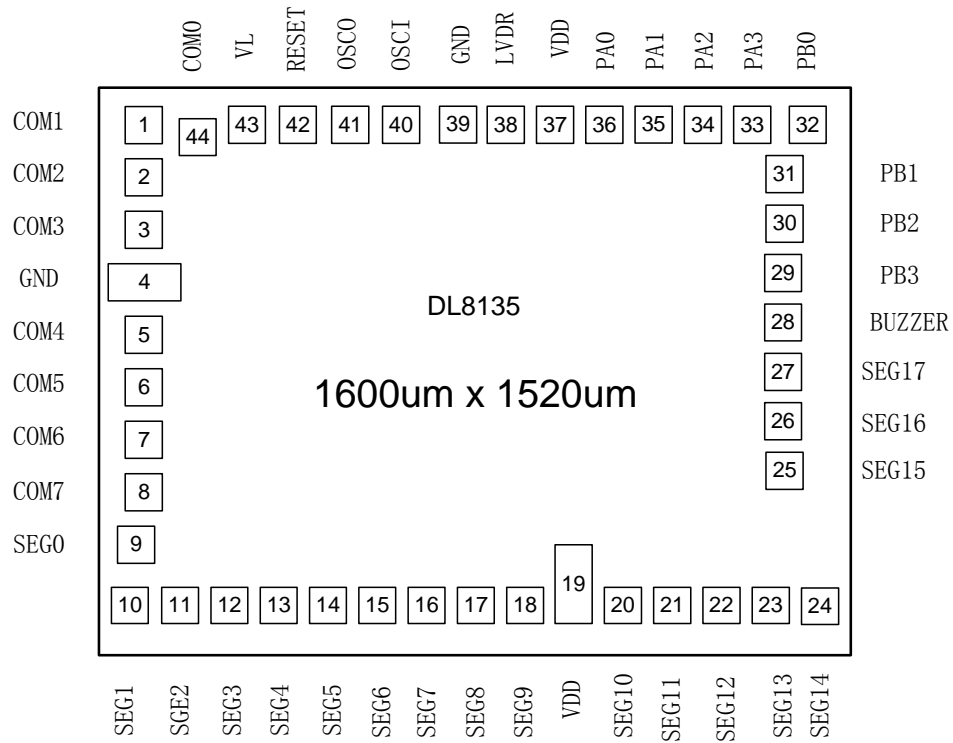 COM0 VL RESET OSCO OSCI GND LVDR VDD PA0 PA1 PA2 PA3 PB0
COM1 1 44 43 42 41 40 39 38 37 36 35 34 33 32
COM2 2 31 PB1
COM3 3 30 PB2
GND 4 29 PB3
DL8135
COM4 5 28 BUZZER
COM5 6 27 SEG17
1600um x 1520um
COM6 7 26 SEG16
COM7 8 25 SEG15
SEG0 9
10 11 12 13 14 15 16 17 18 19 20 21 22 23 24
SEG1 SGE2 SEG3 SEG4 SEG5 SEG6 SEG7 SEG8 SEG9 VDD SEG10 SEG11 SEG12 SEG13 SEG14